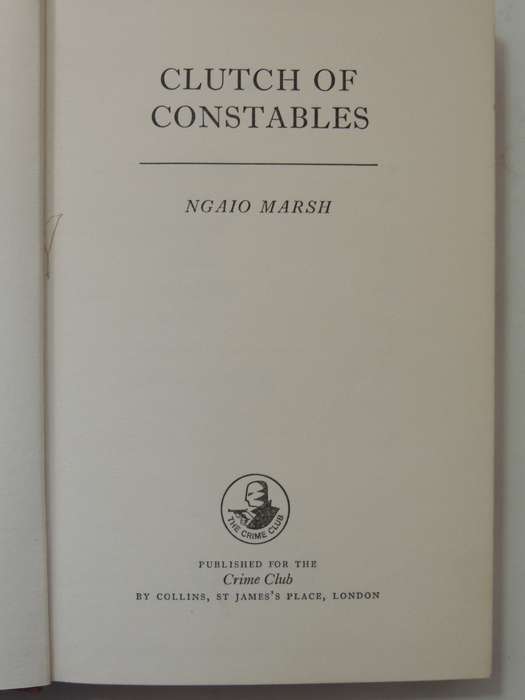 CLUTCH OF
CONSTABLES
NGAIO MARSH
THE CRIME CLUB
PUBLISHED FOR THE
Crime Club
BY COLLINS, ST JAMES'S PLACE, LONDON